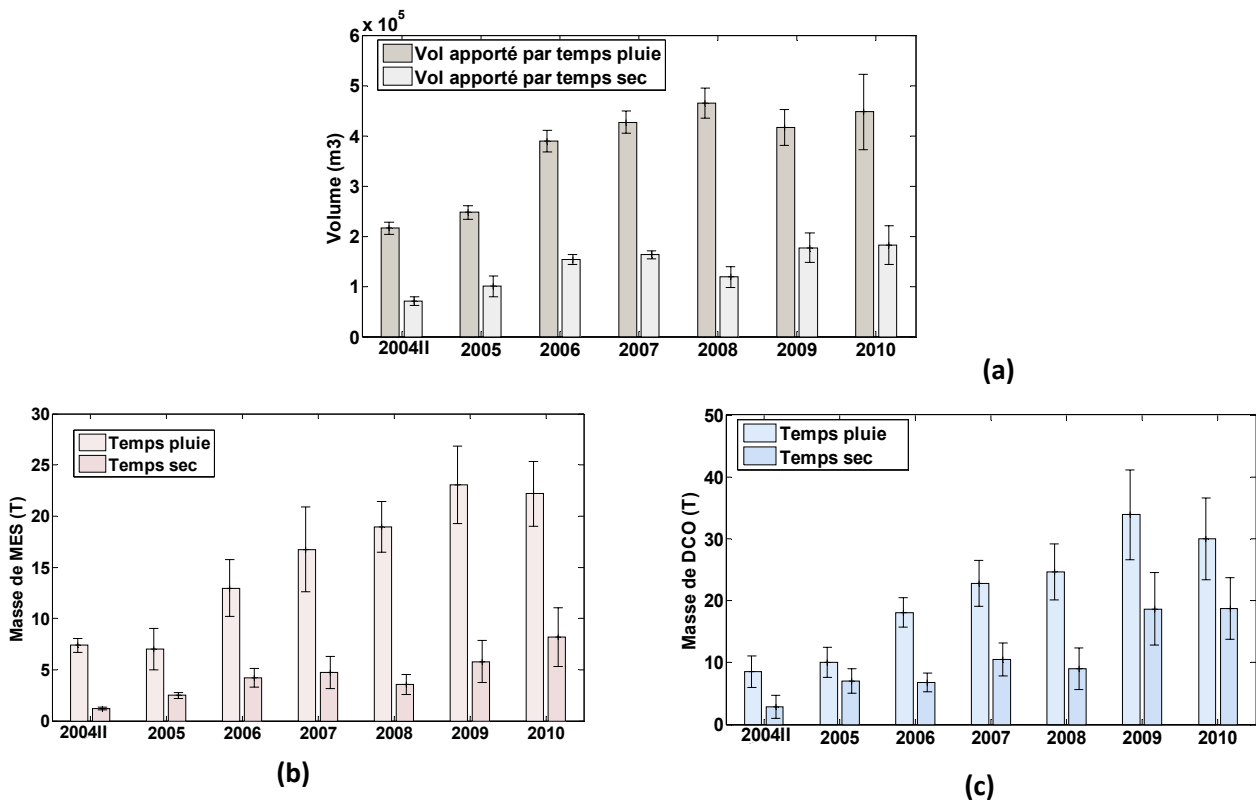 x 10^5
6
5
4
3
2
1
0
Volume (m3)
Vol apporté par temps pluie
Vol apporté par temps sec
2004II 2005 2006 2007 2008 2009 2010
(a)
30
25
20
15
10
5
0
Masse de MES (T)
Temps pluie
Temps sec
2004II 2005 2006 2007 2008 2009 2010
(b)
50
40
30
20
10
0
Masse de DCO (T)
Temps pluie
Temps sec
2004II 2005 2006 2007 2008 2009 2010
(c)